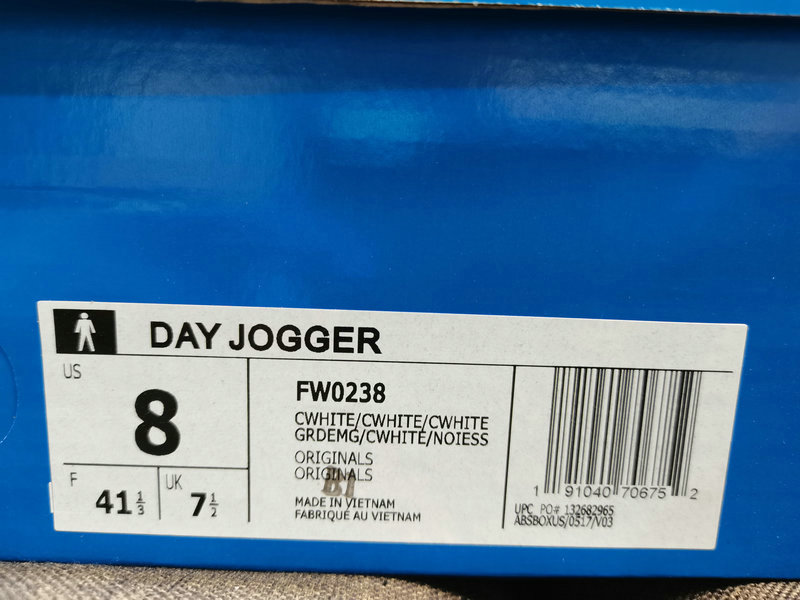 DAY JOGGER
US
8
F
41 1/3
UK
7 1/2
FW0238
CWHITE/CWHITE/CWHITE
GRDEMG/CWHITE/NOIESS
ORIGINALS
ORIGINALS
B1
MADE IN VIETNAM
FABRIQUÉ AU VIETNAM
1 91040 70675 2
UPC PO# 132682965
ABSBOXUS/0517/V03